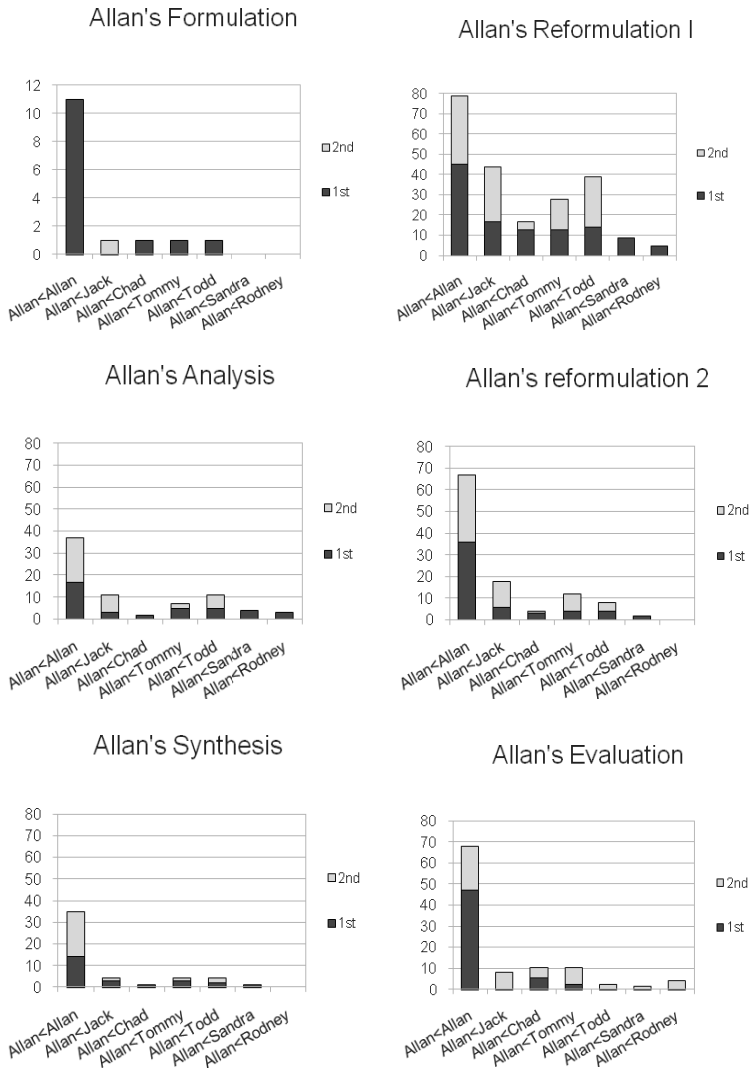 Allan's Formulation
12
10
8
6
4
2
0
2nd
1st
Allan<Allan
Allan<Jack
Allan<Chad
Allan<Tommy
Allan<Todd
Allan<Sandra
Allan<Rodney
Allan's Reformulation I
80
70
60
50
40
30
20
10
0
2nd
1st
Allan<Allan
Allan<Jack
Allan<Chad
Allan<Tommy
Allan<Todd
Allan<Sandra
Allan<Rodney
Allan's Analysis
80
70
60
50
40
30
20
10
0
2nd
1st
Allan<Allan
Allan<Jack
Allan<Chad
Allan<Tommy
Allan<Todd
Allan<Sandra
Allan<Rodney
Allan's reformulation 2
80
70
60
50
40
30
20
10
0
2nd
1st
Allan<Allan
Allan<Jack
Allan<Chad
Allan<Tommy
Allan<Todd
Allan<Sandra
Allan<Rodney
Allan's Synthesis
80
70
60
50
40
30
20
10
0
2nd
1st
Allan<Allan
Allan<Jack
Allan<Chad
Allan<Tommy
Allan<Todd
Allan<Sandra
Allan<Rodney
Allan's Evaluation
80
70
60
50
40
30
20
10
0
2nd
1st
Allan<Allan
Allan<Jack
Allan<Chad
Allan<Tommy
Allan<Todd
Allan<Sandra
Allan<Rodney